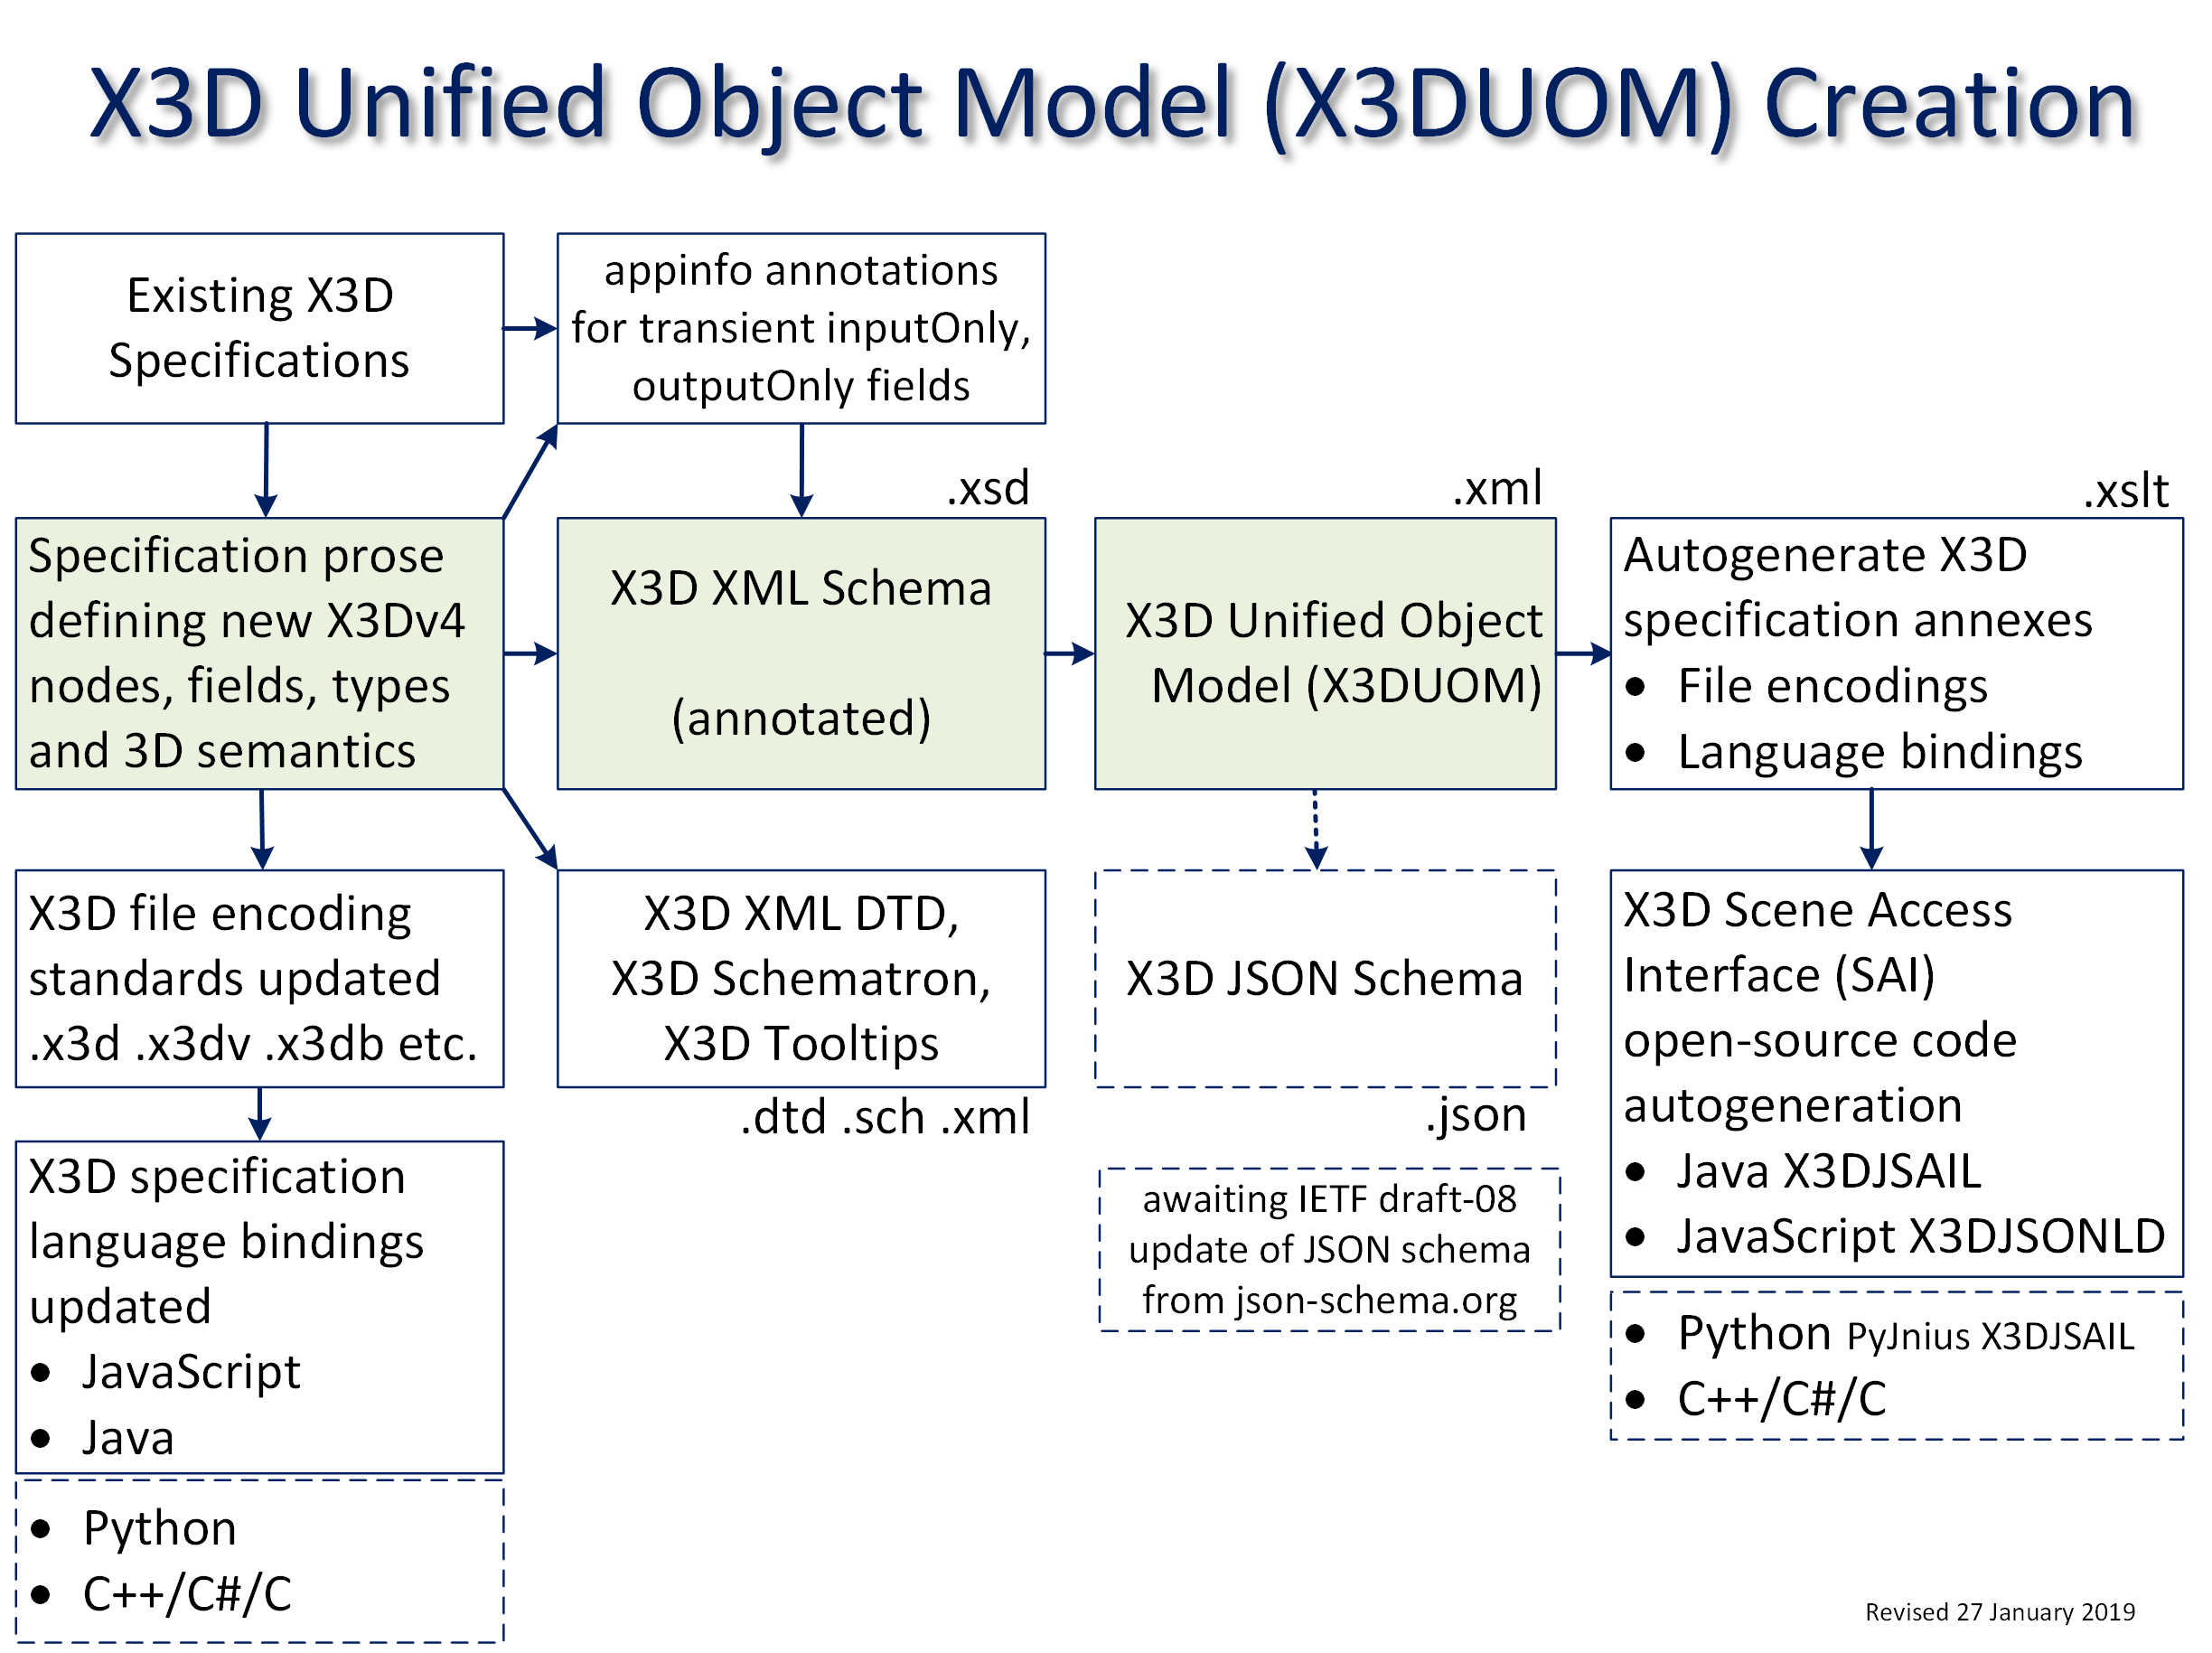 X3D Unified Object Model (X3DUOM) Creation
Existing X3D
Specifications
appinfo annotations
for transient inputOnly,
outputOnly fields
.xsd
.xml
.xslt
Specification prose
defining new X3Dv4
nodes, fields, types
and 3D semantics
X3D XML Schema
(annotated)
X3D Unified Object
Model (X3DUOM)
Autogenerate X3D
specification annexes
• File encodings
• Language bindings
X3D file encoding
standards updated
.x3d .x3dv .x3db etc.
X3D XML DTD,
X3D Schematron,
X3D Tooltips
.dtd .sch .xml
X3D JSON Schema
.json
awaiting IETF draft-08
update of JSON schema
from json-schema.org
X3D Scene Access
Interface (SAI)
open-source code
autogeneration
• Java X3DJSAIL
• JavaScript X3DJSONLD
• Python PyJnius X3DJSAIL
• C++/C#/C
X3D specification
language bindings
updated
• JavaScript
• Java
• Python
• C++/C#/C
Revised 27 January 2019